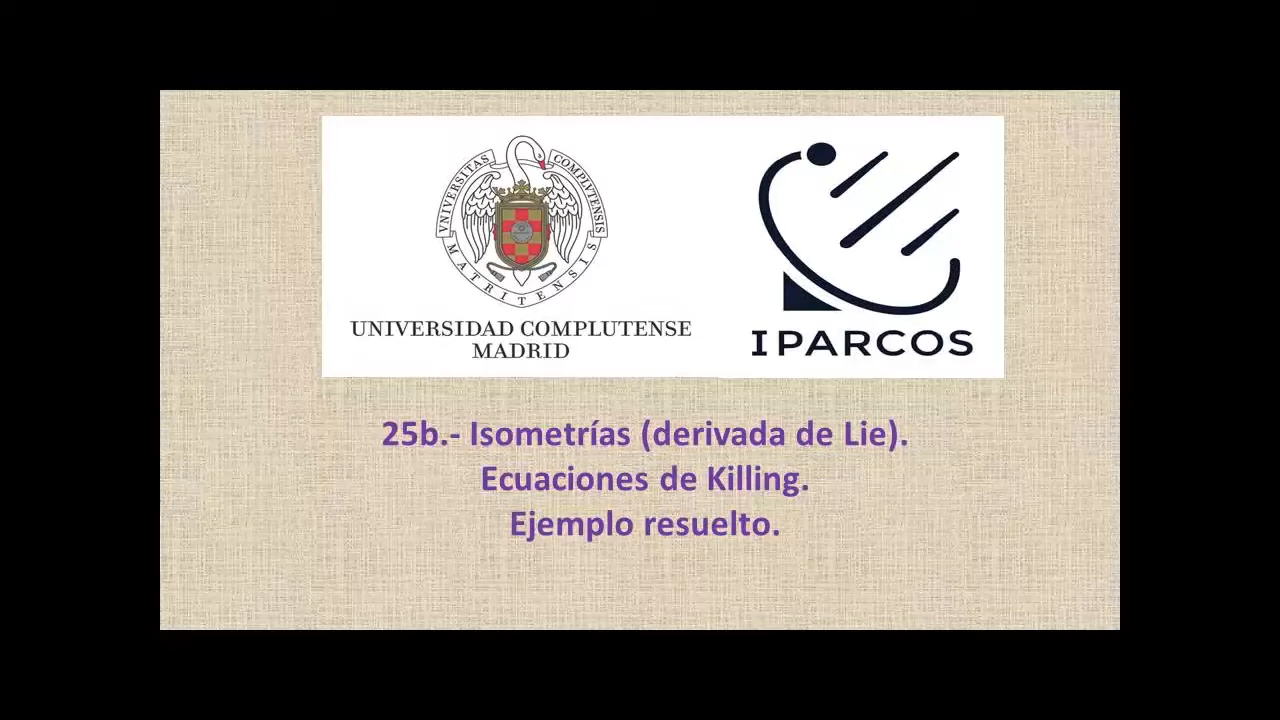 VNIVERSITAS COMPLVTENSIS
MATRITENSIS
UNIVERSIDAD COMPLUTENSE
MADRID
IPARCOS
25b.- Isometrías (derivada de Lie).
Ecuaciones de Killing.
Ejemplo resuelto.